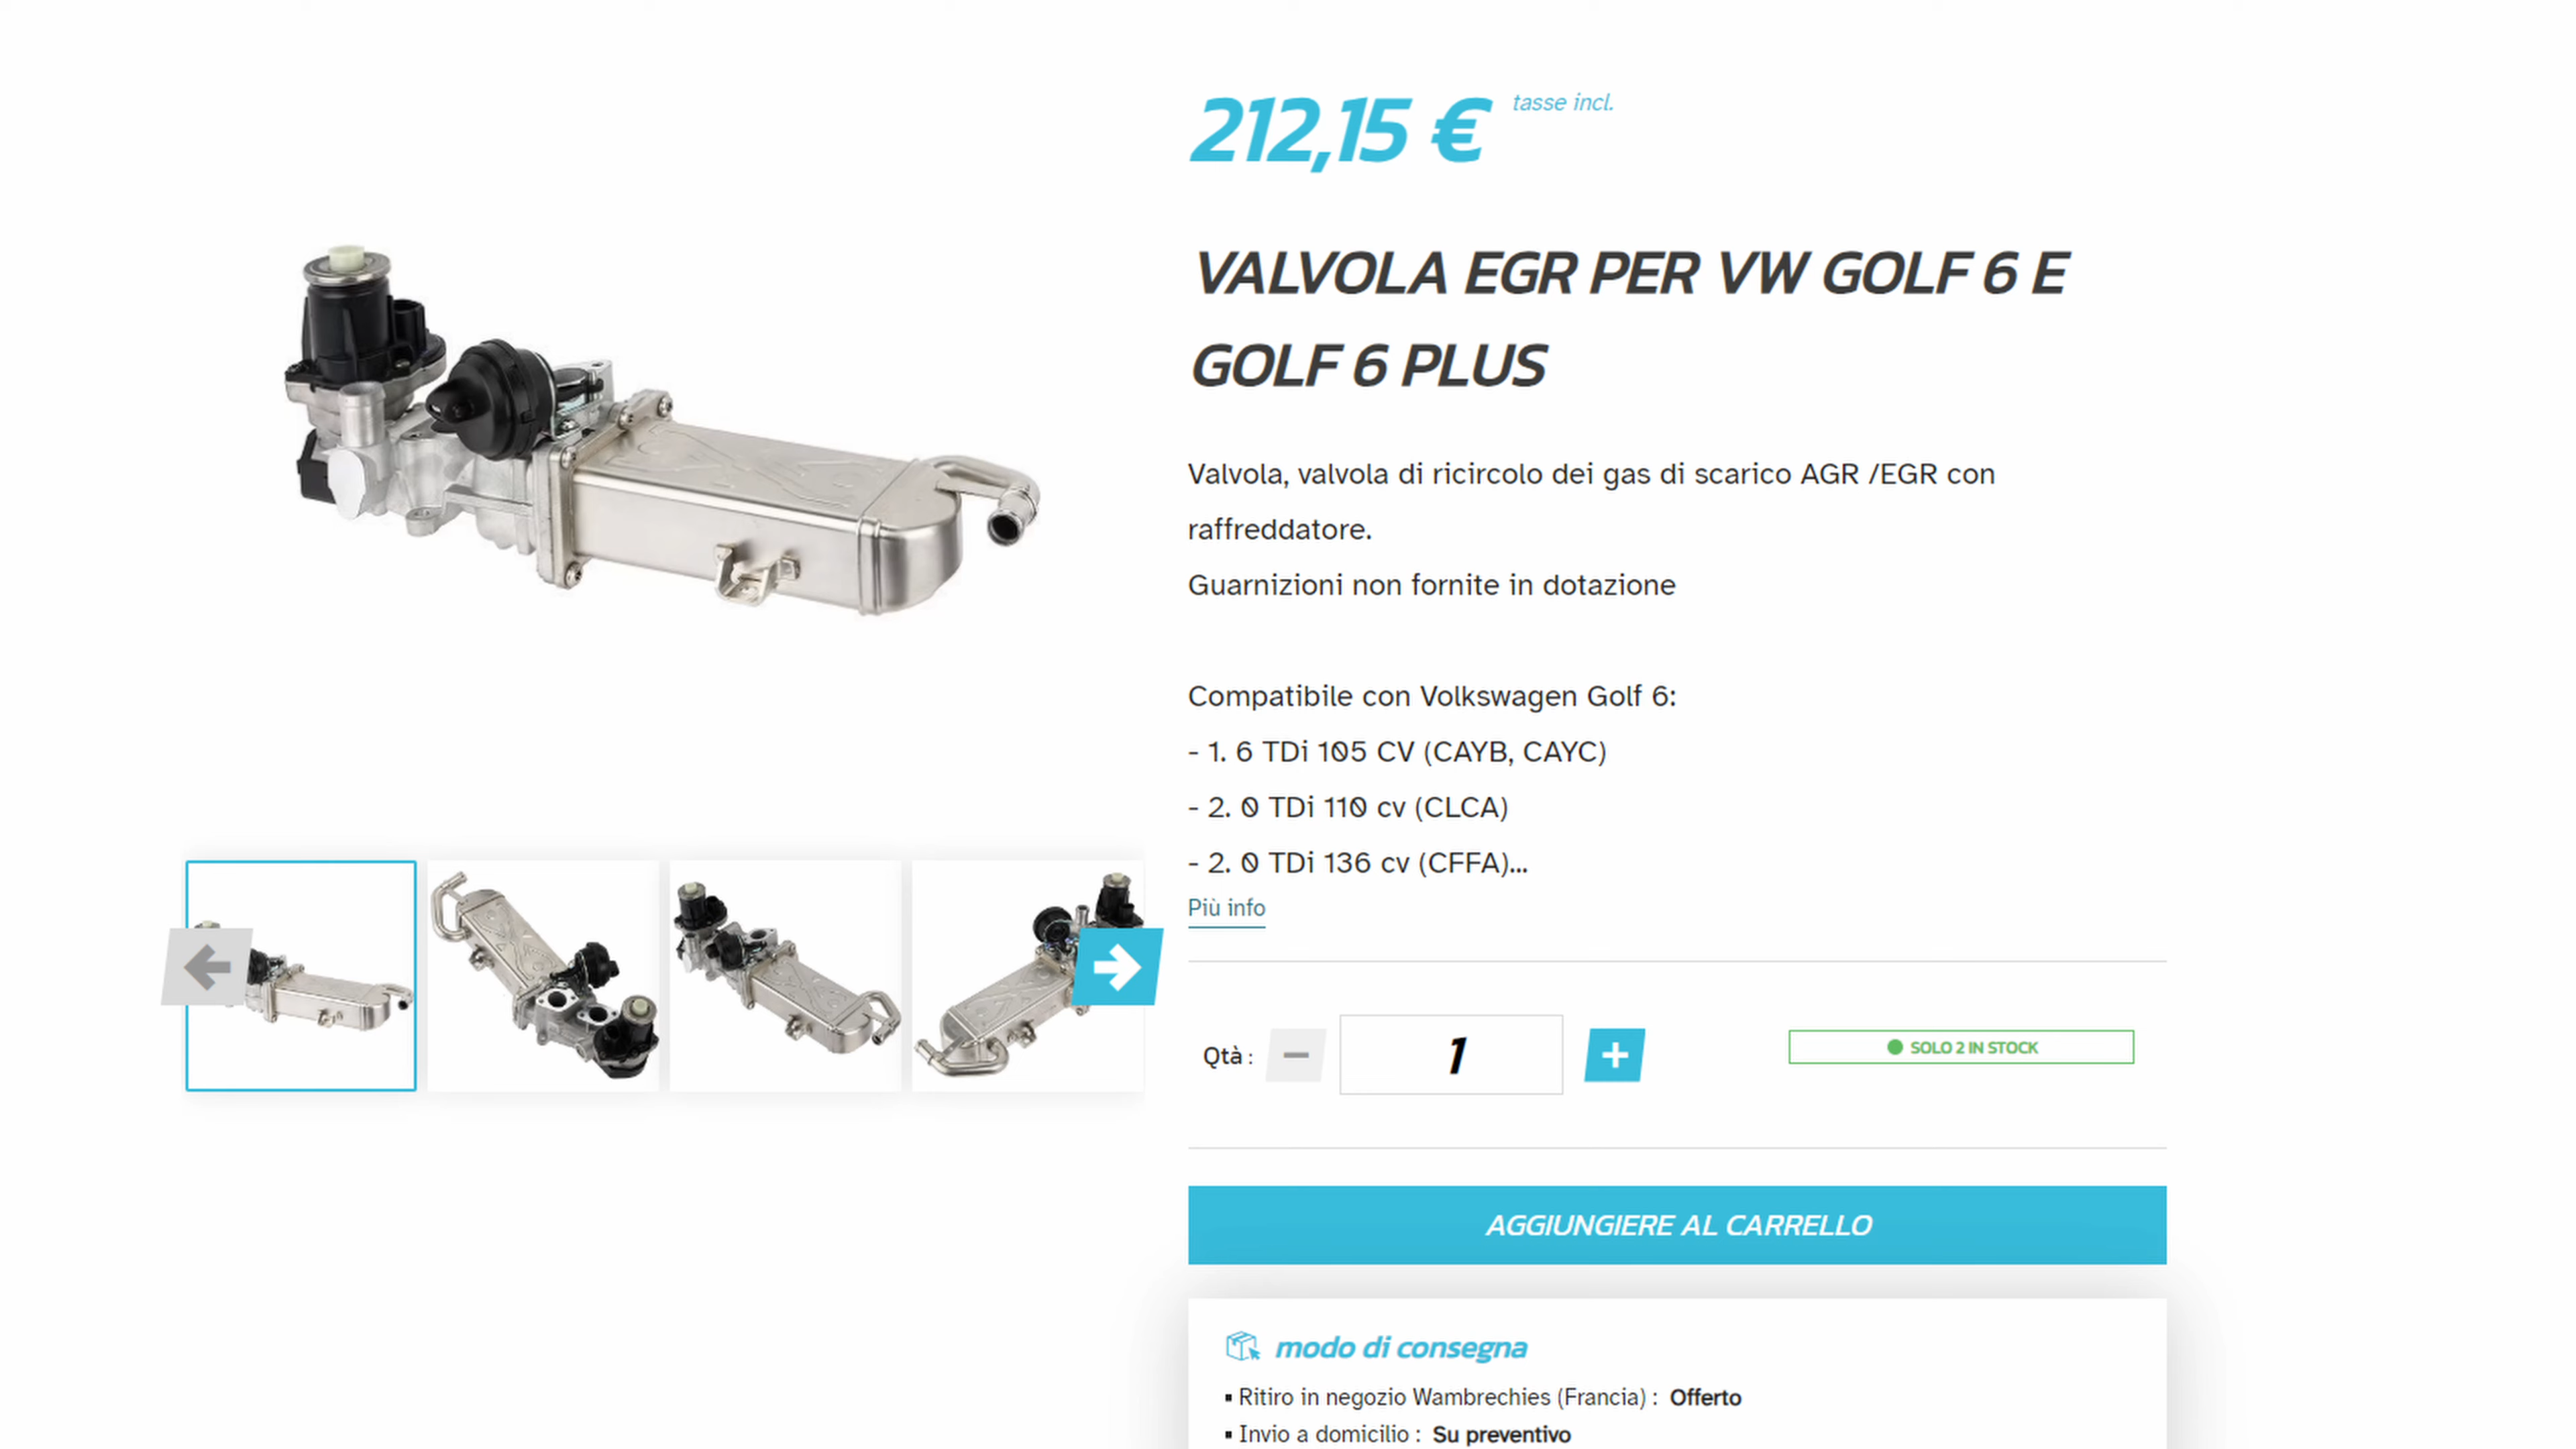 212,15 € tasse incl.
VALVOLA EGR PER VW GOLF 6 E
GOLF 6 PLUS
Valvola, valvola di ricircolo dei gas di scarico AGR /EGR con
raffreddatore.
Guarnizioni non fornite in dotazione
Compatibile con Volkswagen Golf 6:
- 1. 6 TDi 105 CV (CAYB, CAYC)
- 2. 0 TDi 110 cv (CLCA)
- 2. 0 TDi 136 cv (CFFA)...
Più info
Qtà : 1
SOLO 2 IN STOCK
AGGIUNGIERE AL CARRELLO
modo di consegna
▪ Ritiro in negozio Wambrechies (Francia) : Offerto
▪ Invio a domicilio : Su preventivo